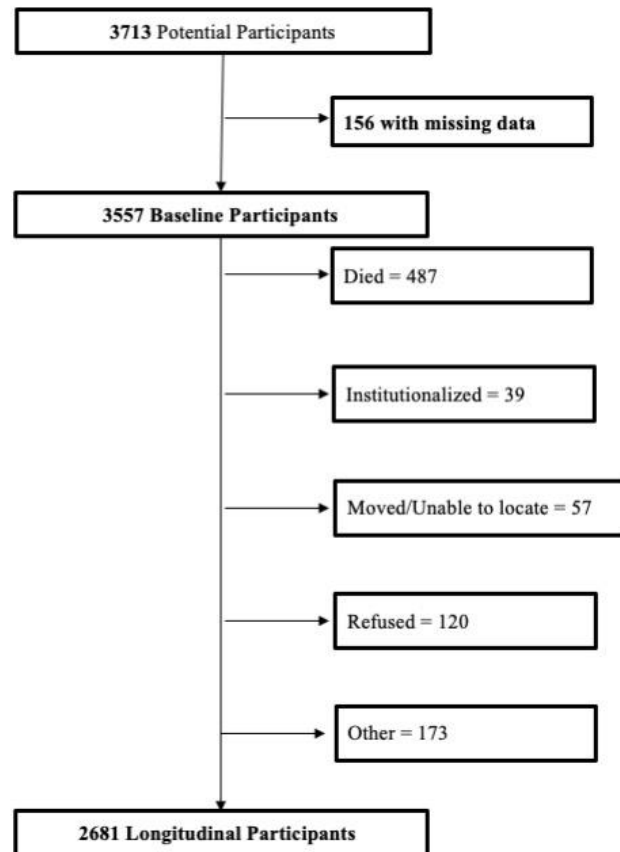 3713 Potential Participants
156 with missing data
3557 Baseline Participants
Died = 487
Institutionalized = 39
Moved/Unable to locate = 57
Refused = 120
Other = 173
2681 Longitudinal Participants